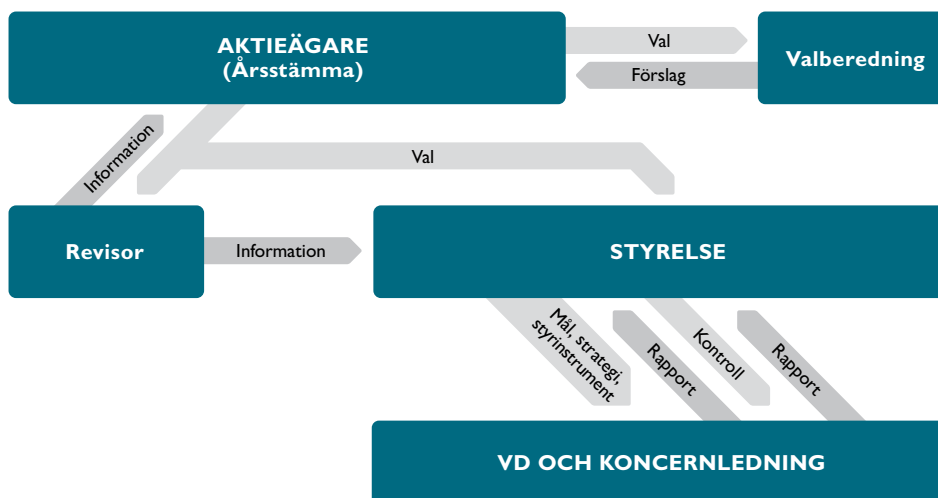 AKTIEÄGARE
(Årsstämma)
Val
Förslag
Valberedning
Information
Val
Revisor
Information
STYRELSE
Mål, strategi,
styrinstrument
Rapport
Kontroll
Rapport
VD OCH KONCERNLEDNING